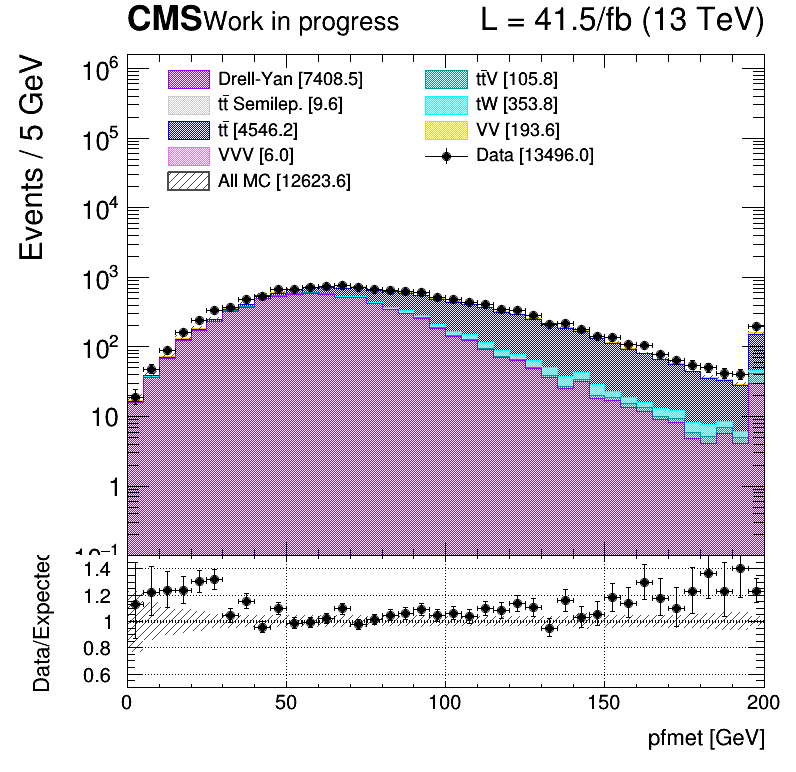 CMS Work in progress L = 41.5/fb (13 TeV)
Events / 5 GeV
10⁶
10⁵
10⁴
10³
10²
10
1
10⁻¹
Drell-Yan [7408.5]
tt̄ Semilep. [9.6]
tt̄ [4546.2]
VVV [6.0]
All MC [12623.6]
tt̄V [105.8]
tW [353.8]
VV [193.6]
Data [13496.0]
Data/Expected
1.4
1.2
1
0.8
0.6
0 50 100 150 200
pfmet [GeV]